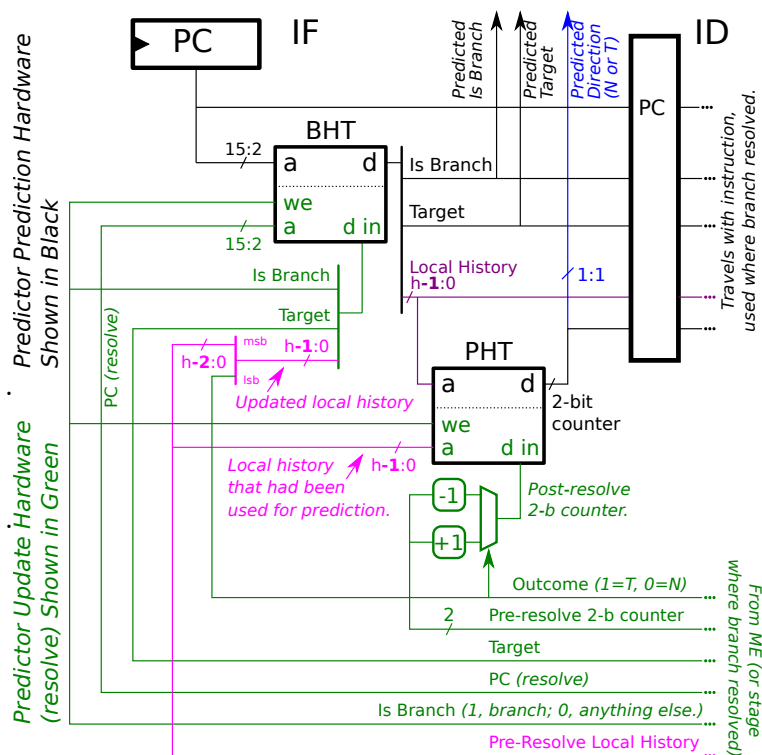 PC
IF
ID
Predicted
Is Branch
Predicted
Target
Predicted
Direction
(N or T)
PC
BHT
15:2
a
d
we
a
d in
15:2
Is Branch
Target
Local History
h-1:0
1:1
Travels with instruction,
used where branch resolved.
Predictor Prediction Hardware
Shown in Black
Is Branch
Target
msb
h-2:0
h-1:0
lsb
Updated local history
PC (resolve)
PHT
a
d
we
a
d in
2-bit
counter
Local history
that had been
used for prediction.
h-1:0
-1
+1
Post-resolve
2-b counter.
Predictor Update Hardware
(resolve) Shown in Green
Outcome (1=T, 0=N)
2
Pre-resolve 2-b counter
Target
PC (resolve)
Is Branch (1, branch; 0, anything else.)
Pre-Resolve Local History
From ME (or stage
where branch resolved)